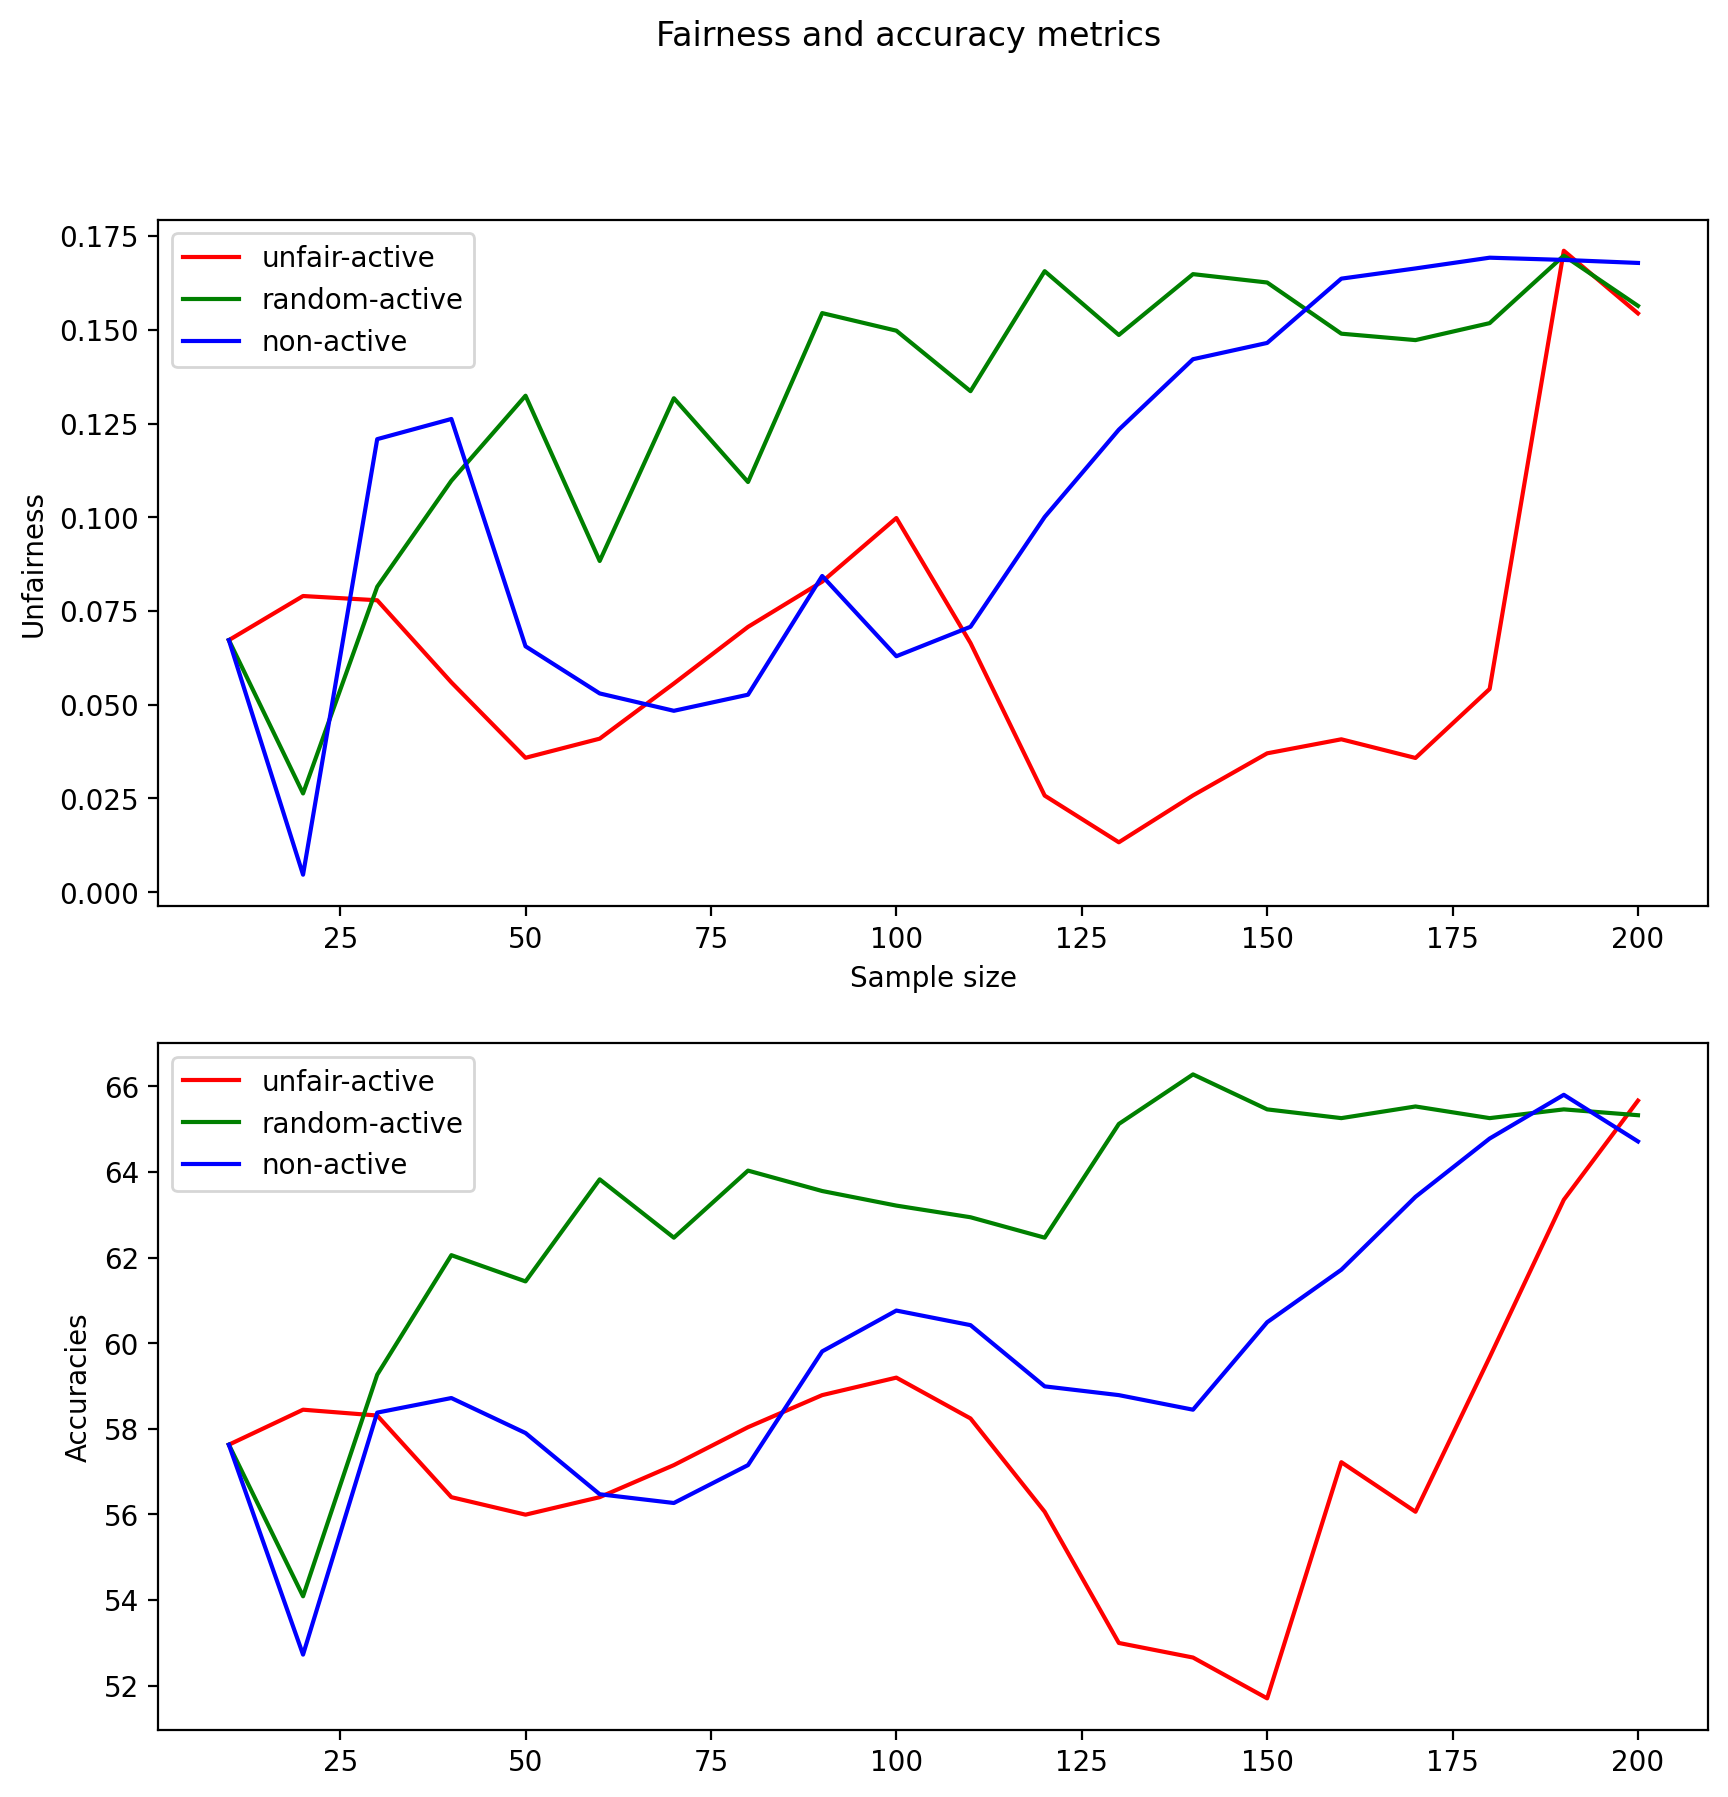 Fairness and accuracy metrics
0.175
0.150
0.125
0.100
0.075
0.050
0.025
0.000
Unfairness
unfair-active
random-active
non-active
25 50 75 100 125 150 175 200
Sample size
66
64
62
60
58
56
54
52
Accuracies
unfair-active
random-active
non-active
25 50 75 100 125 150 175 200